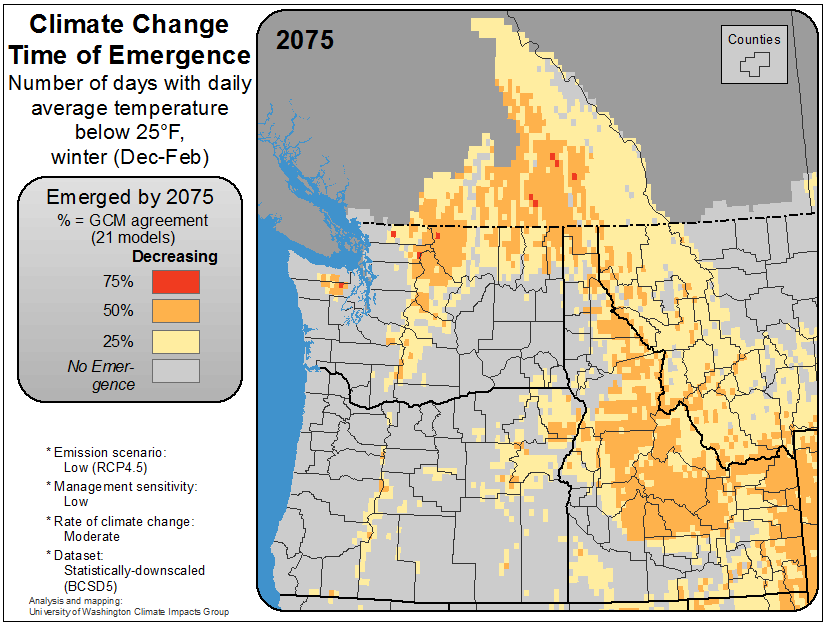 Climate Change
Time of Emergence
Number of days with daily
average temperature
below 25°F,
winter (Dec-Feb)
Emerged by 2075
% = GCM agreement
(21 models)
Decreasing
75%
50%
25%
No Emer-
gence
* Emission scenario:
Low (RCP4.5)
* Management sensitivity:
Low
* Rate of climate change:
Moderate
* Dataset:
Statistically-downscaled
(BCSD5)
Analysis and mapping:
University of Washington Climate Impacts Group
2075
Counties